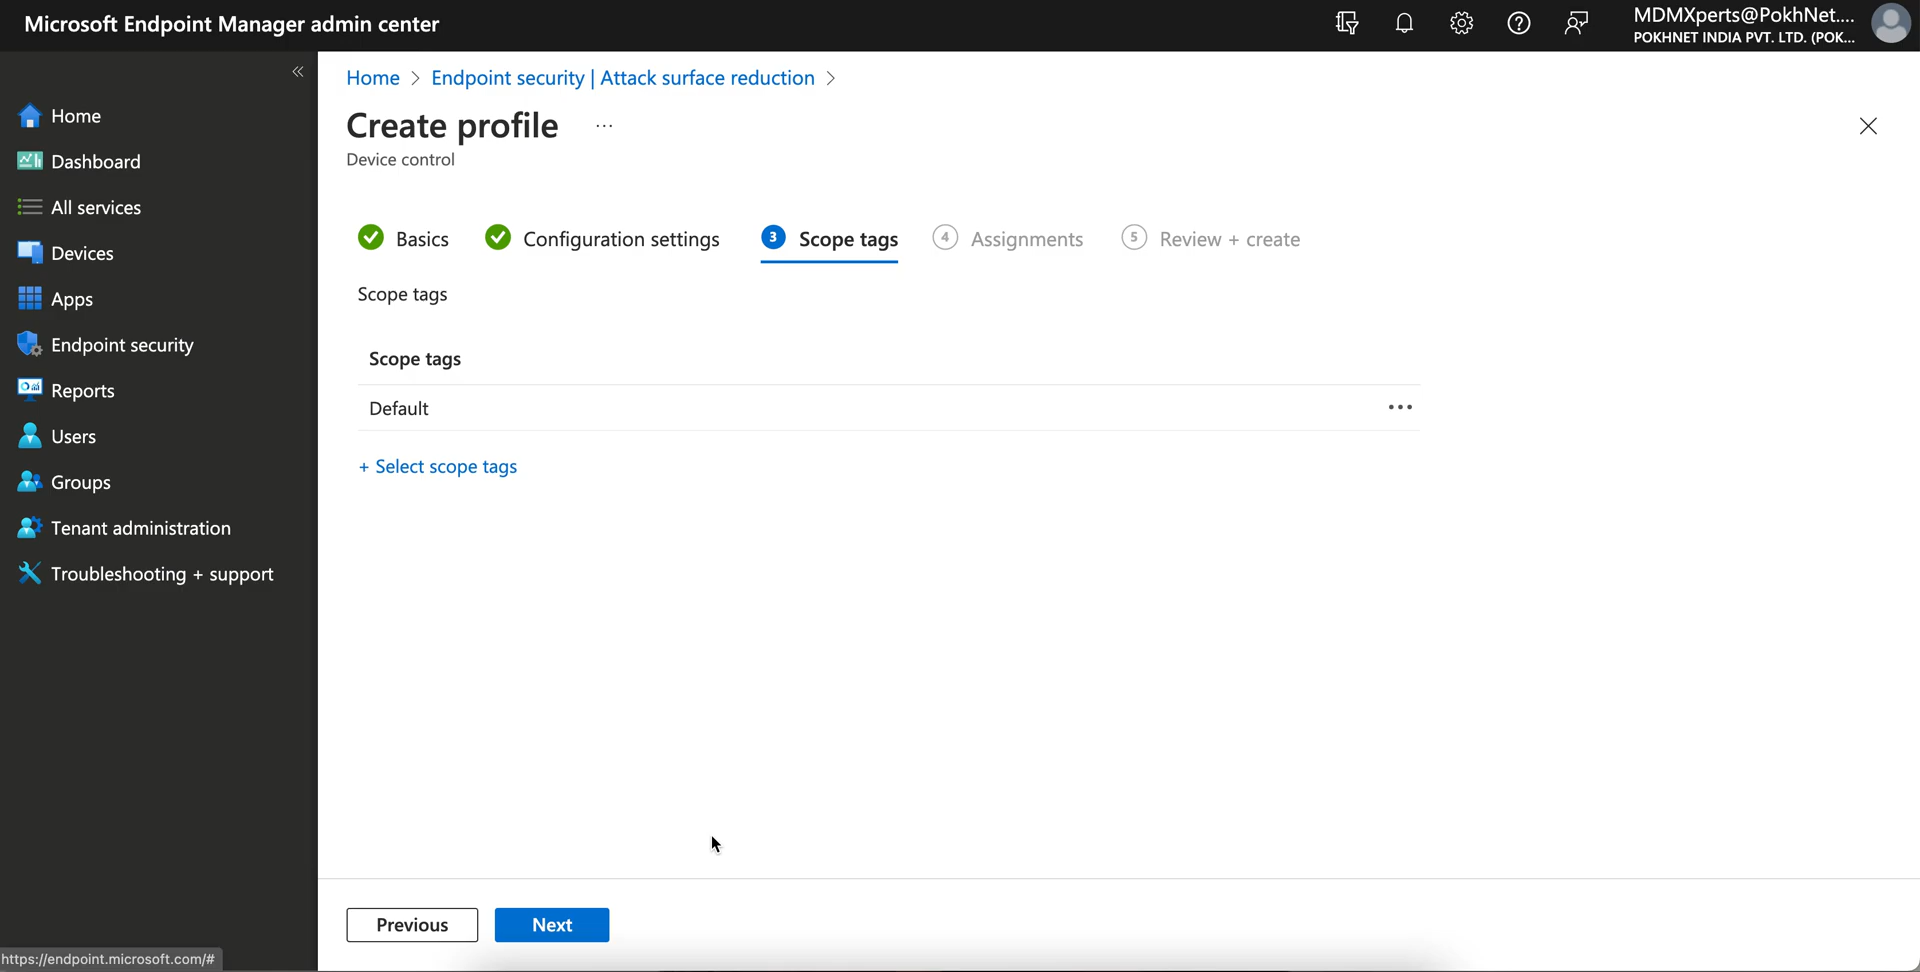 Microsoft Endpoint Manager admin center
MDMXperts@PokhNet....
POKHNET INDIA PVT. LTD. (POK...
«
Home
Dashboard
All services
Devices
Apps
Endpoint security
Reports
Users
Groups
Tenant administration
Troubleshooting + support
Home > Endpoint security | Attack surface reduction >
Create profile ...
Device control
Basics
Configuration settings
3 Scope tags
4 Assignments
5 Review + create
Scope tags
Scope tags
Default
+ Select scope tags
Previous
Next
https://endpoint.microsoft.com/#